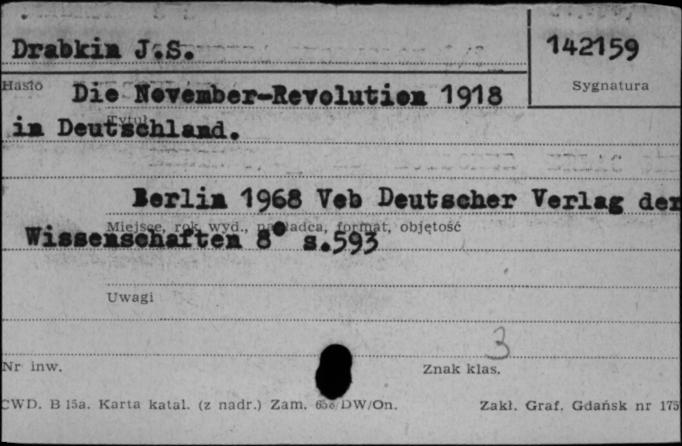 Drabkin J.S.
142159
Hasło
Sygnatura
Die November-Revolution 1918
Tytuł
in Deutschland.
Berlin 1968 Veb Deutscher Verlag der
Miejsce, rok wyd., nakładca, format, objętość
Wissenschaften 8° s.593
Uwagi
3
Nr inw.
Znak klas.
CWD. B 15a. Karta katal. (z nadr.) Zam. DW/On.
Zakł. Graf. Gdańsk nr 175